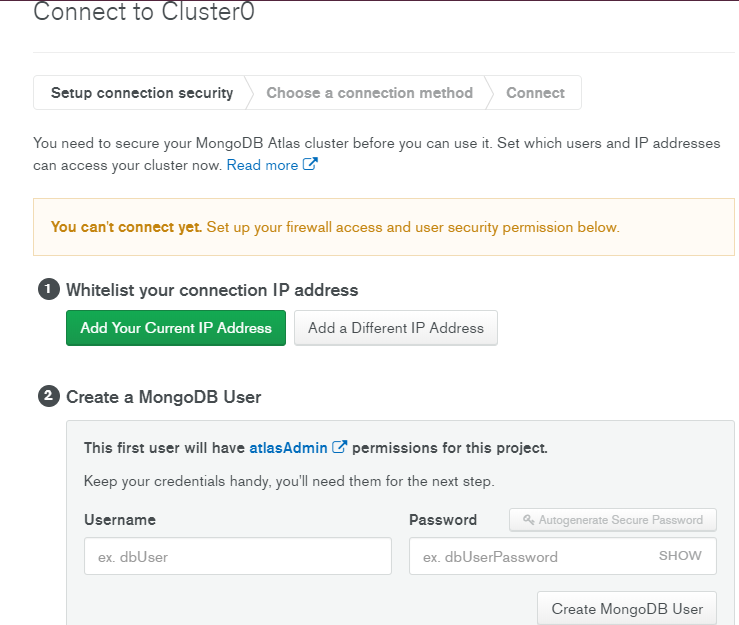 Connect to Cluster0
Setup connection security
Choose a connection method
Connect
You need to secure your MongoDB Atlas cluster before you can use it. Set which users and IP addresses
can access your cluster now. Read more
You can't connect yet. Set up your firewall access and user security permission below.
1 Whitelist your connection IP address
Add Your Current IP Address
Add a Different IP Address
2 Create a MongoDB User
This first user will have atlasAdmin permissions for this project.
Keep your credentials handy, you'll need them for the next step.
Username
Password
Autogenerate Secure Password
ex. dbUser
ex. dbUserPassword
SHOW
Create MongoDB User